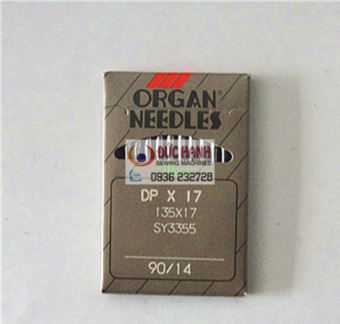 ORGAN®
NEEDLES
ĐỨC HẠNH
SEWING MACHINES
0936 232728
DP X 17
135X17
SY3355
90/14